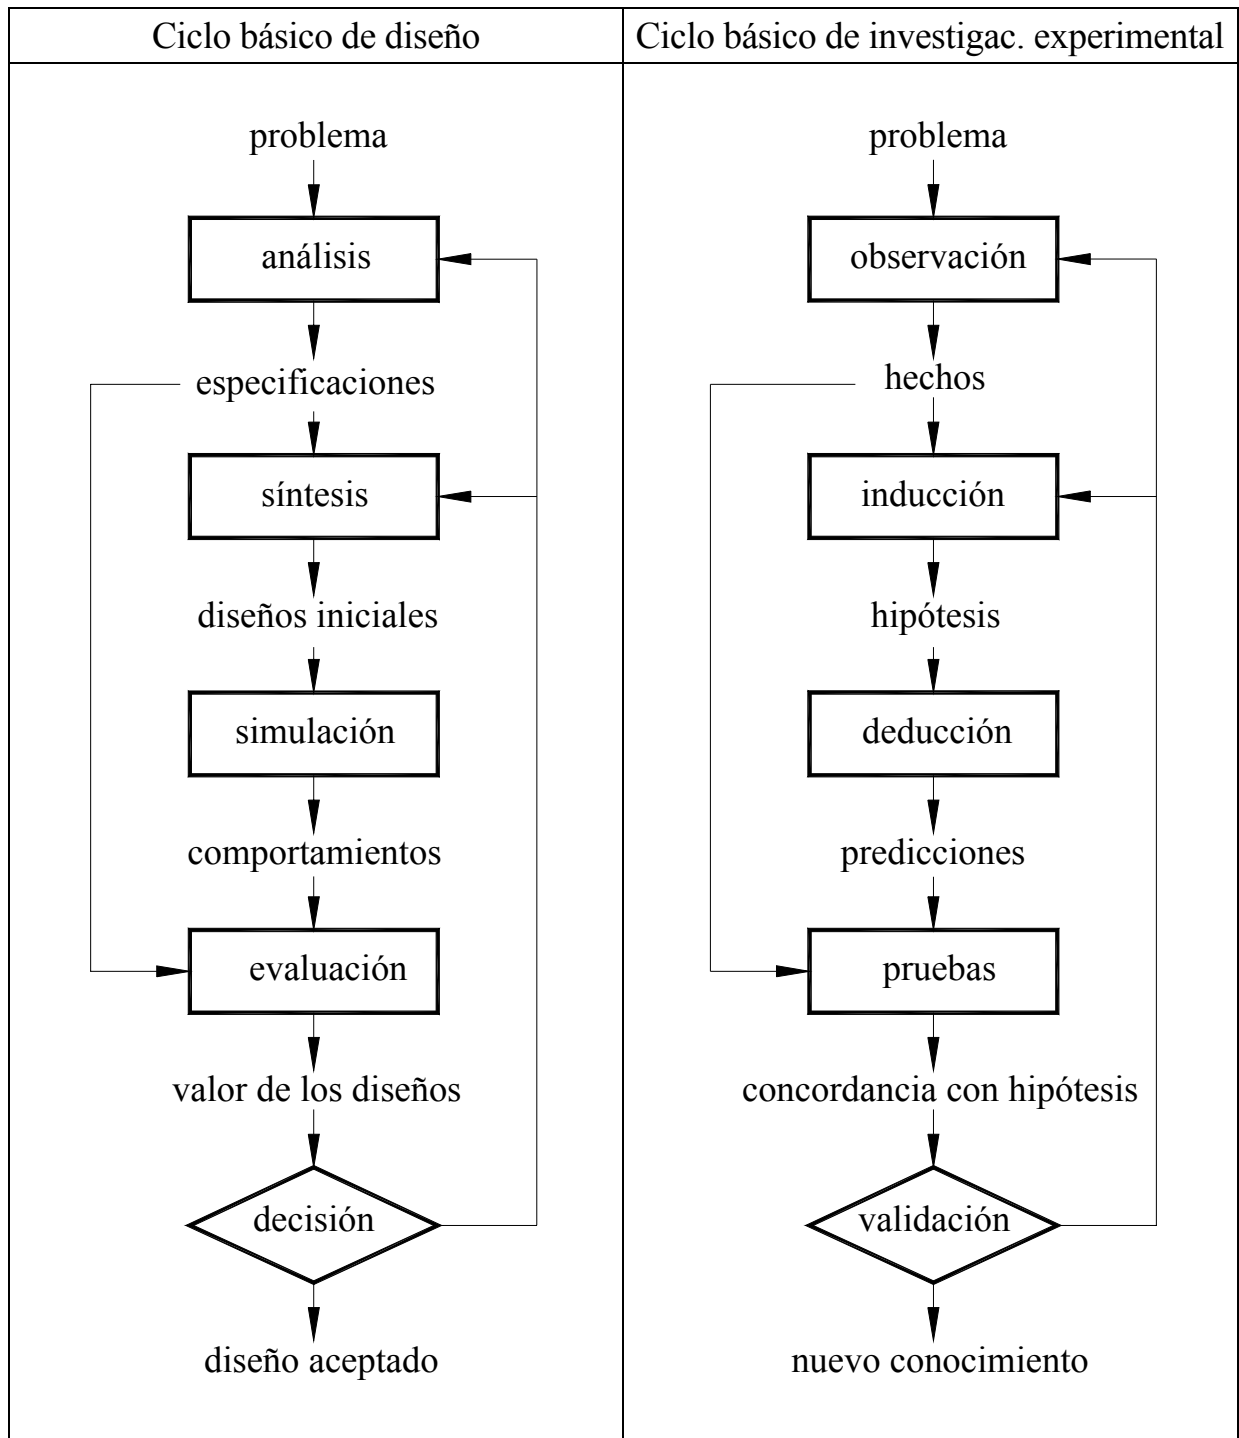 Ciclo básico de diseño
problema
análisis
especificaciones
síntesis
diseños iniciales
simulación
comportamientos
evaluación
valor de los diseños
decisión
diseño aceptado
Ciclo básico de investigac. experimental
problema
observación
hechos
inducción
hipótesis
deducción
predicciones
pruebas
concordancia con hipótesis
validación
nuevo conocimiento